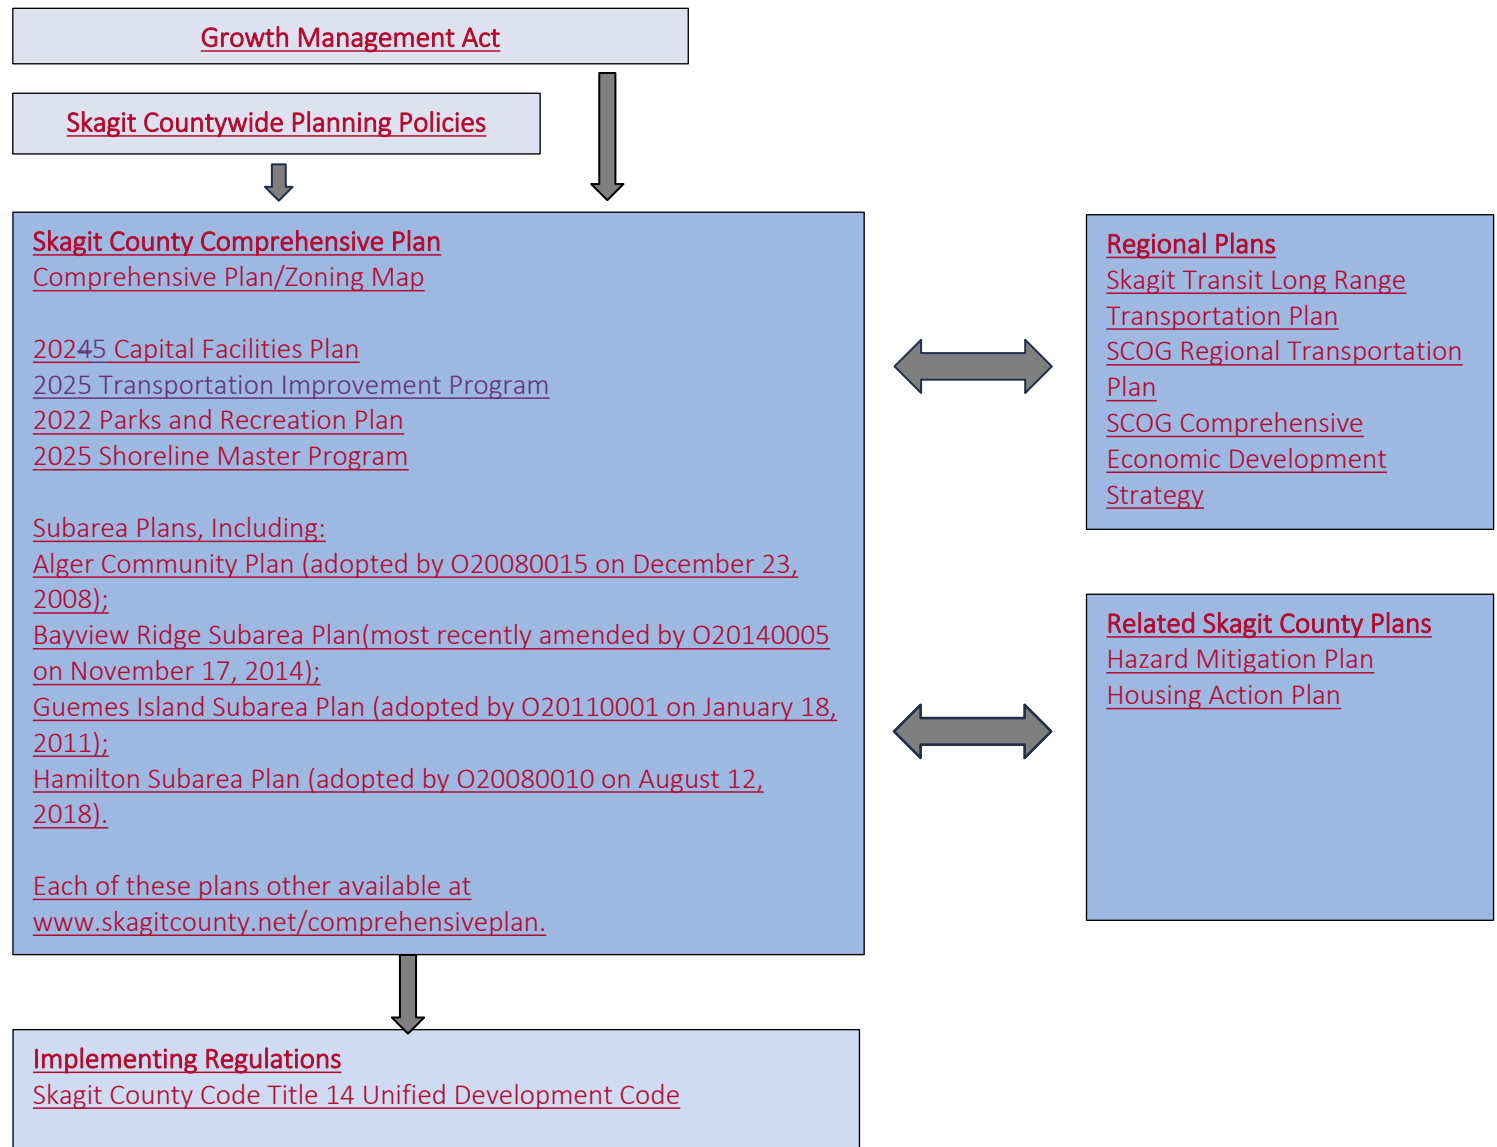 Growth Management Act
Skagit Countywide Planning Policies
Skagit County Comprehensive Plan
Comprehensive Plan/Zoning Map
20245 Capital Facilities Plan
2025 Transportation Improvement Program
2022 Parks and Recreation Plan
2025 Shoreline Master Program
Subarea Plans, Including:
Alger Community Plan (adopted by O20080015 on December 23,
2008);
Bayview Ridge Subarea Plan(most recently amended by O20140005
on November 17, 2014);
Guemes Island Subarea Plan (adopted by O20110001 on January 18,
2011);
Hamilton Subarea Plan (adopted by O20080010 on August 12,
2018).
Each of these plans other available at
www.skagitcounty.net/comprehensiveplan.
Regional Plans
Skagit Transit Long Range
Transportation Plan
SCOG Regional Transportation
Plan
SCOG Comprehensive
Economic Development
Strategy
Related Skagit County Plans
Hazard Mitigation Plan
Housing Action Plan
Implementing Regulations
Skagit County Code Title 14 Unified Development Code